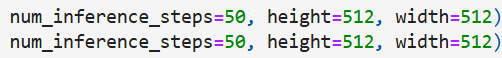 num_inference_steps=50, height=512, width=512)
num_inference_steps=50, height=512, width=512)